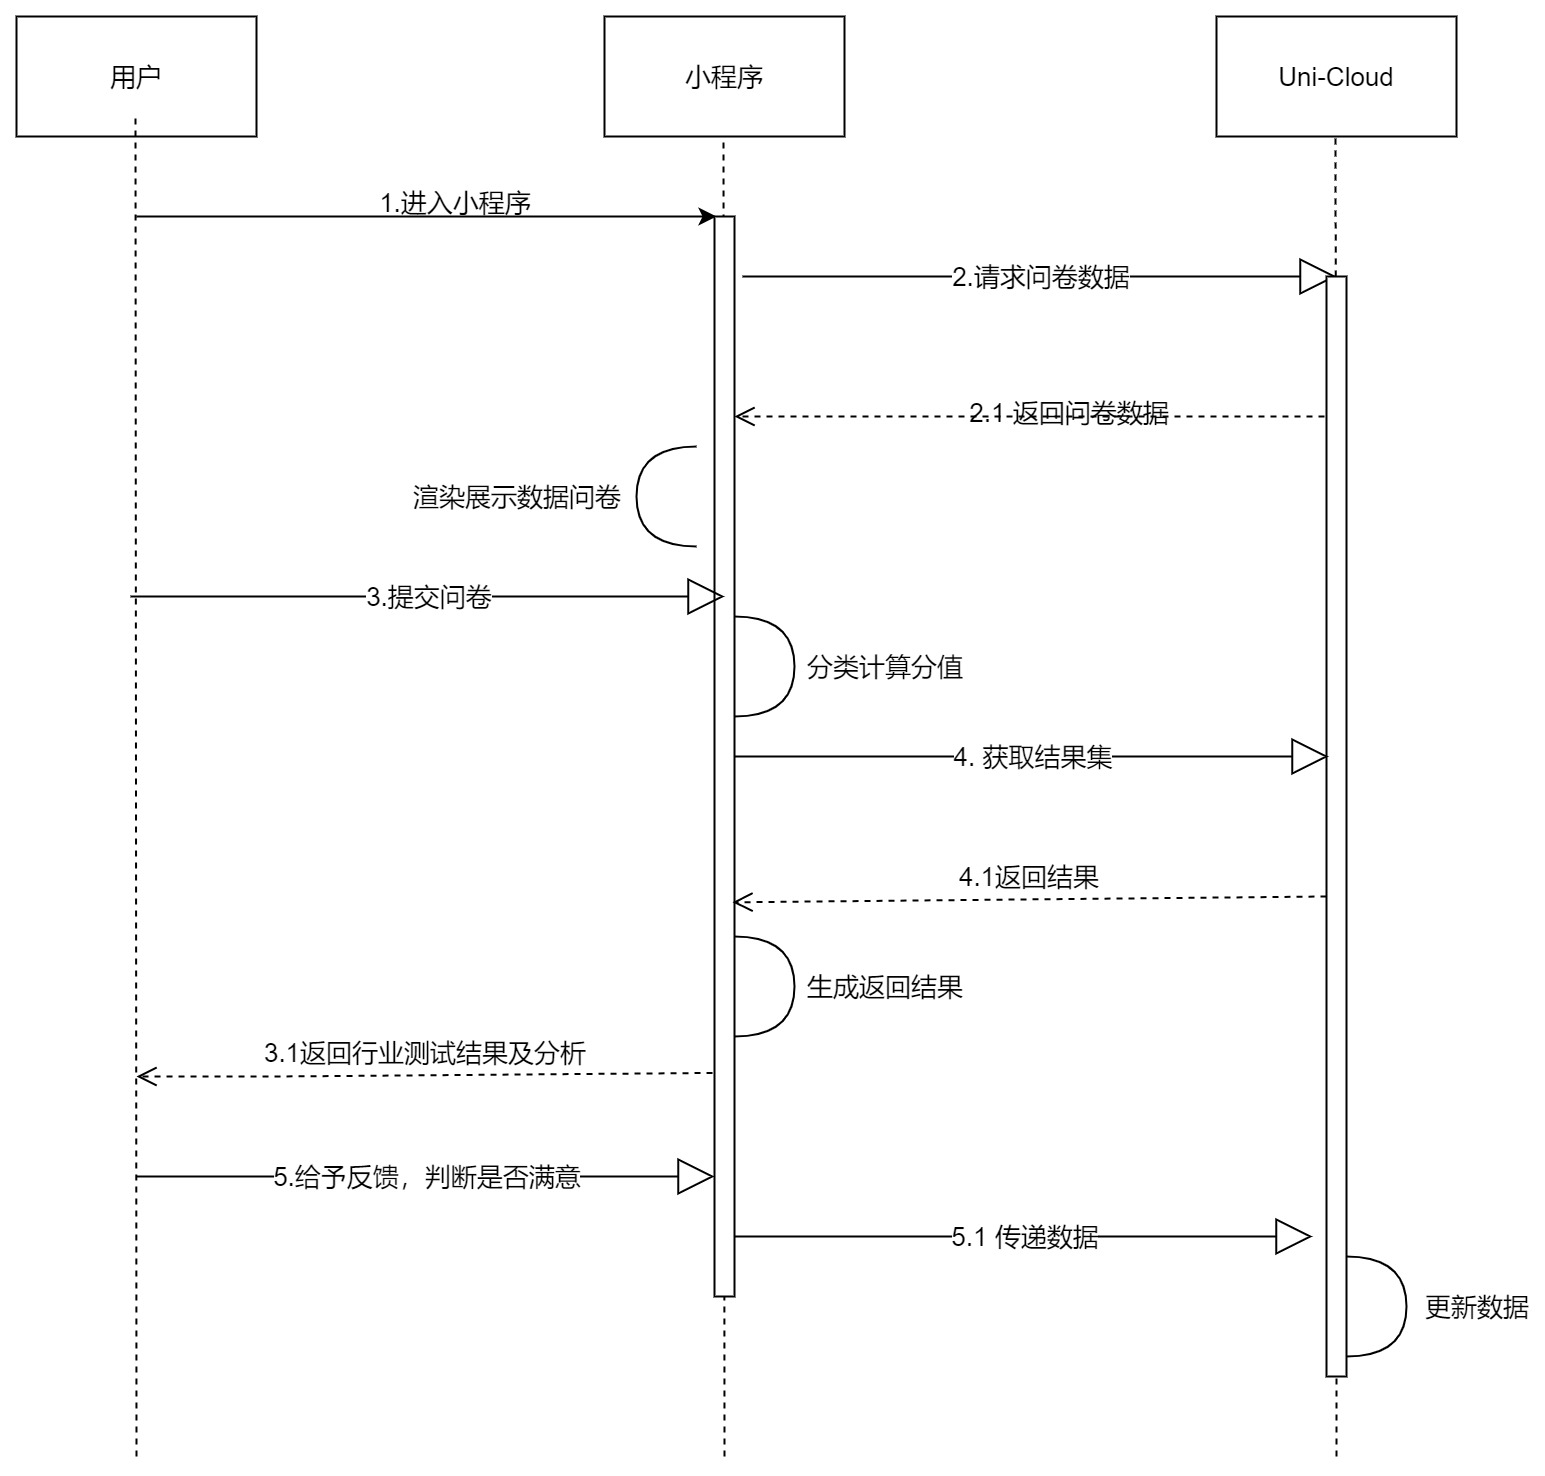 用户
小程序
Uni-Cloud
1.进入小程序
2.请求问卷数据
2.1 返回问卷数据
渲染展示数据问卷
3.提交问卷
分类计算分值
4. 获取结果集
4.1返回结果
生成返回结果
3.1返回行业测试结果及分析
5.给予反馈，判断是否满意
5.1 传递数据
更新数据